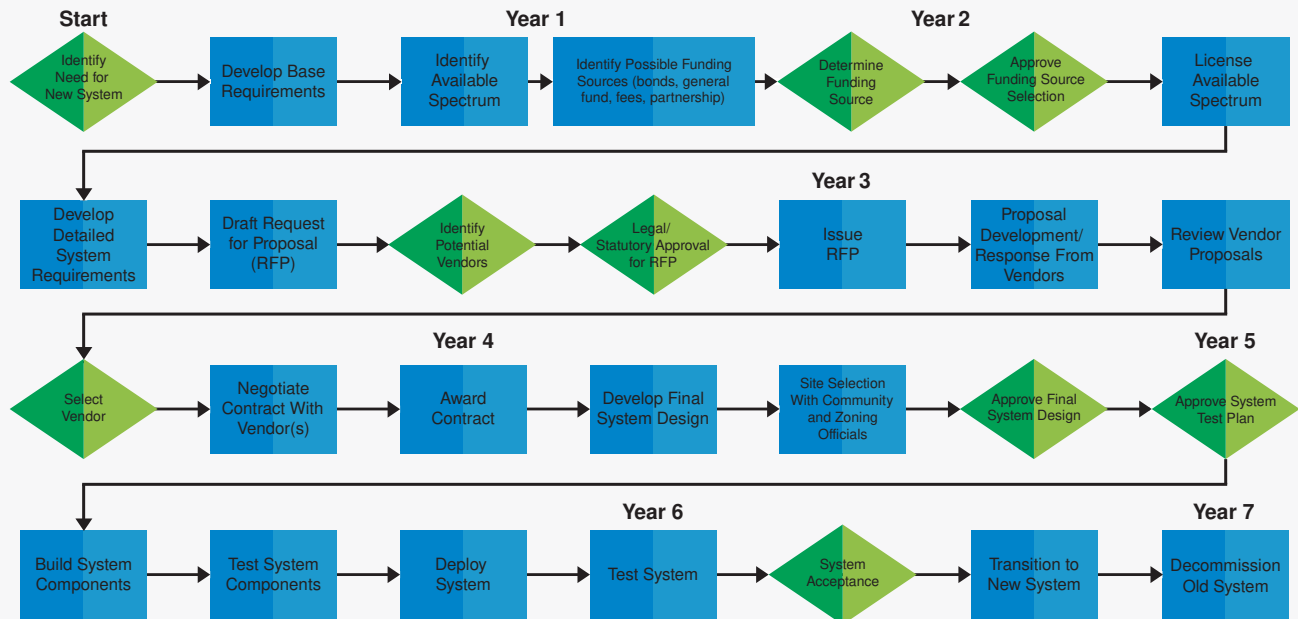 Start
Year 1
Year 2
Identify
Need for
New System
Develop Base
Requirements
Identify
Available
Spectrum
Identify Possible Funding
Sources (bonds, general
fund, fees, partnership)
Determine
Funding
Source
Approve
Funding Source
Selection
License
Available
Spectrum
Year 3
Develop
Detailed
System
Requirements
Draft Request
for Proposal
(RFP)
Identify
Potential
Vendors
Legal/
Statutory Approval
for RFP
Issue
RFP
Proposal
Development/
Response From
Vendors
Review Vendor
Proposals
Year 4
Year 5
Select
Vendor
Negotiate
Contract With
Vendor(s)
Award
Contract
Develop Final
System Design
Site Selection
With Community
and Zoning
Officials
Approve Final
System Design
Approve System
Test Plan
Year 6
Year 7
Build System
Components
Test System
Components
Deploy
System
Test System
System
Acceptance
Transition to
New System
Decommission
Old System